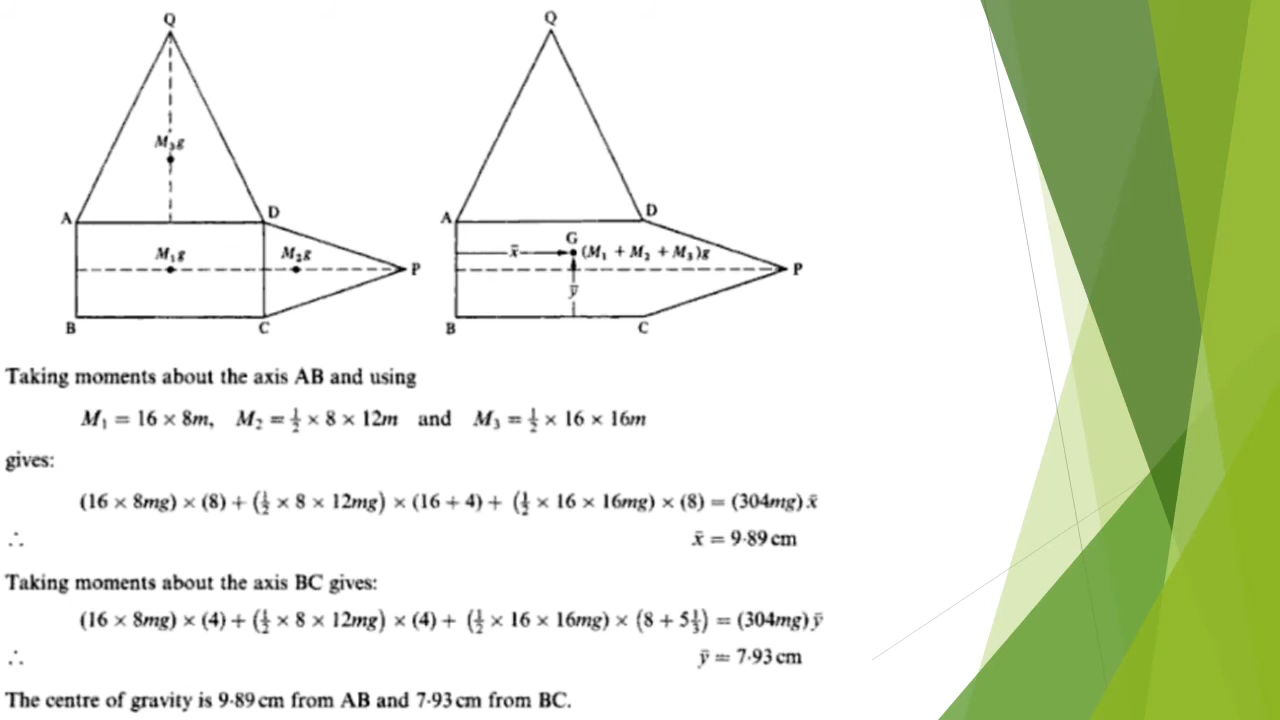 Q
Q
M₃g
A
D
A
D
M₁g
M₂g
P
x̄
G
(M₁ + M₂ + M₃)g
P
ȳ
B
C
B
C
Taking moments about the axis AB and using
M₁ = 16 × 8m, M₂ = ½ × 8 × 12m and M₃ = ½ × 16 × 16m
gives:
(16 × 8mg) × (8) + (½ × 8 × 12mg) × (16 + 4) + (½ × 16 × 16mg) × (8) = (304mg)x̄
∴ x̄ = 9·89 cm
Taking moments about the axis BC gives:
(16 × 8mg) × (4) + (½ × 8 × 12mg) × (4) + (½ × 16 × 16mg) × (8 + 5⅓) = (304mg)ȳ
∴ ȳ = 7·93 cm
The centre of gravity is 9·89 cm from AB and 7·93 cm from BC.